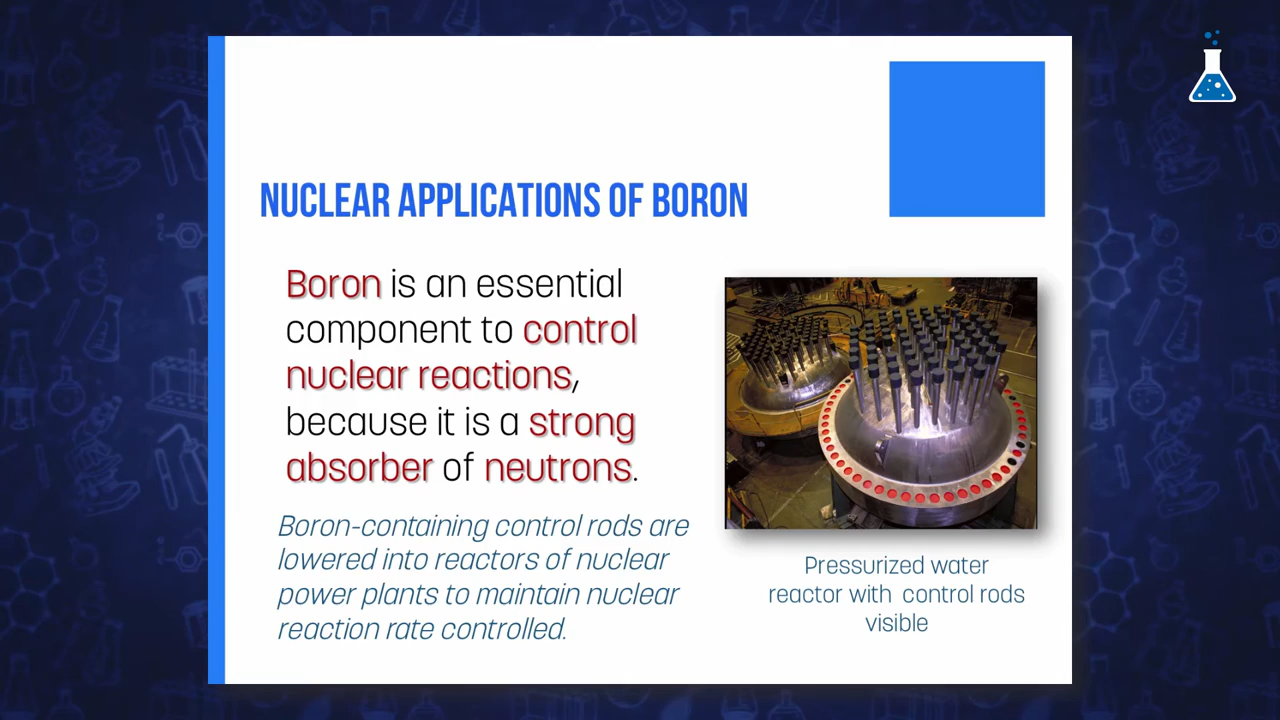 NUCLEAR APPLICATIONS OF BORON
Boron is an essential
component to control
nuclear reactions,
because it is a strong
absorber of neutrons.
Boron-containing control rods are
lowered into reactors of nuclear
power plants to maintain nuclear
reaction rate controlled.
Pressurized water
reactor with control rods
visible